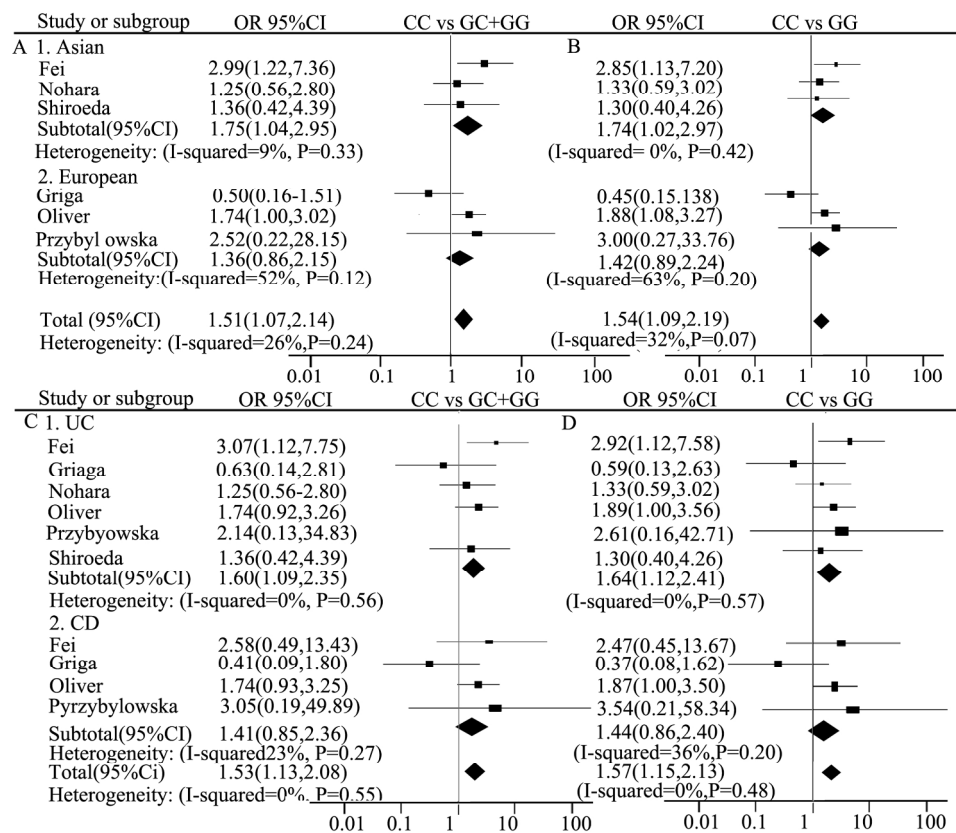 Study or subgroup OR 95%CI CC vs GC+GG OR 95%CI CC vs GG
A 1. Asian B
Fei 2.99(1.22,7.36) 2.85(1.13,7.20)
Nohara 1.25(0.56,2.80) 1.33(0.59,3.02)
Shiroeda 1.36(0.42,4.39) 1.30(0.40,4.26)
Subtotal(95%CI) 1.75(1.04,2.95) 1.74(1.02,2.97)
Heterogeneity: (I-squared=9%, P=0.33) (I-squared= 0%, P=0.42)
2. European
Griga 0.50(0.16-1.51) 0.45(0.15.138)
Oliver 1.74(1.00,3.02) 1.88(1.08,3.27)
Przybyl owska 2.52(0.22,28.15) 3.00(0.27,33.76)
Subtotal(95%CI) 1.36(0.86,2.15) 1.42(0.89,2.24)
Heterogeneity:(I-squared=52%, P=0.12) (I-squared=63%, P=0.20)
Total (95%CI) 1.51(1.07,2.14) 1.54(1.09,2.19)
Heterogeneity: (I-squared=26%,P=0.24) (I-squared=32%,P=0.07)
0.01 0.1 1 10 100 0.01 0.1 1 10 100
Study or subgroup OR 95%CI CC vs GC+GG OR 95%CI CC vs GG
C 1. UC D
Fei 3.07(1.12,7.75) 2.92(1.12,7.58)
Griaga 0.63(0.14,2.81) 0.59(0.13,2.63)
Nohara 1.25(0.56-2.80) 1.33(0.59,3.02)
Oliver 1.74(0.92,3.26) 1.89(1.00,3.56)
Przybyowska 2.14(0.13,34.83) 2.61(0.16,42.71)
Shiroeda 1.36(0.42,4.39) 1.30(0.40,4.26)
Subtotal(95%CI) 1.60(1.09,2.35) 1.64(1.12,2.41)
Heterogeneity: (I-squared=0%, P=0.56) (I-squared=0%,P=0.57)
2. CD
Fei 2.58(0.49,13.43) 2.47(0.45,13.67)
Griga 0.41(0.09,1.80) 0.37(0.08,1.62)
Oliver 1.74(0.93,3.25) 1.87(1.00,3.50)
Pyrzybylowska 3.05(0.19,49.89) 3.54(0.21,58.34)
Subtotal(95%CI) 1.41(0.85,2.36) 1.44(0.86,2.40)
Heterogeneity: (I-squared23%, P=0.27) (I-squared=36%,P=0.20)
Total(95%Ci) 1.53(1.13,2.08) 1.57(1.15,2.13)
Heterogeneity: (I-squared=0%, P=0.55) (I-squared=0%,P=0.48)
0.01 0.1 1 10 100 0.01 0.1 1 10 100